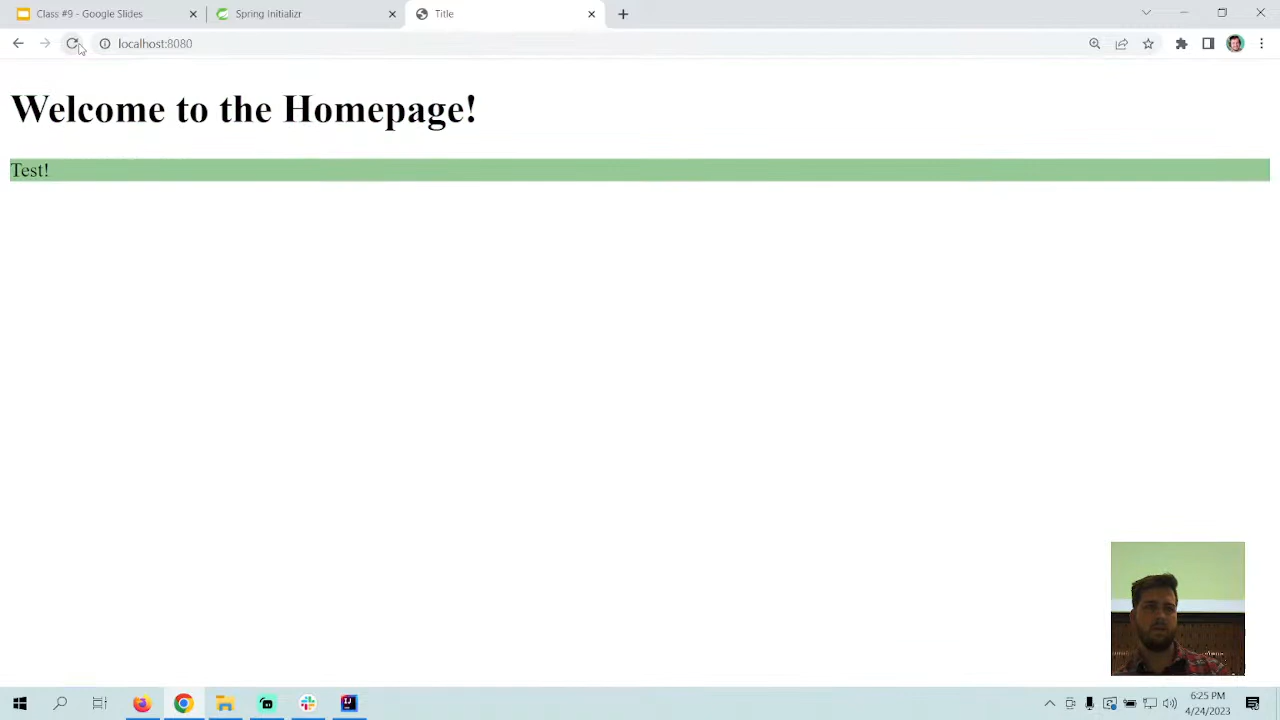 Class #9 - Google Slides
Spring Initializr
Title
localhost:8080
Welcome to the Homepage!
Test!
6:25 PM
4/24/2023